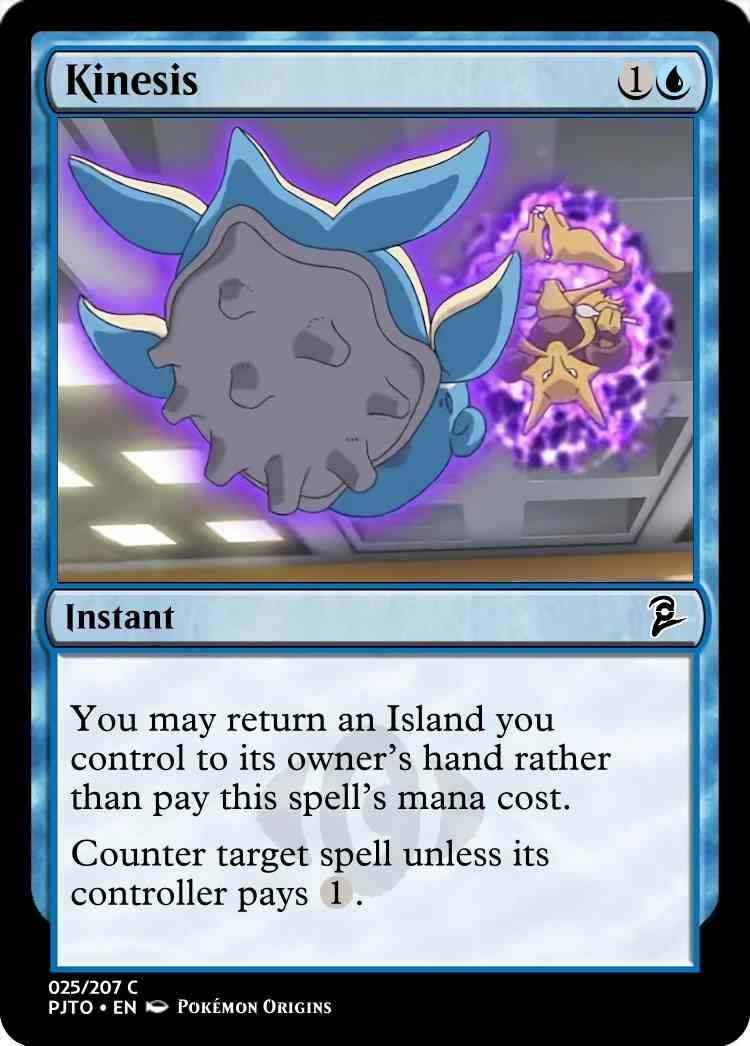 Kinesis 1
Instant
You may return an Island you
control to its owner's hand rather
than pay this spell's mana cost.
Counter target spell unless its
controller pays 1.
025/207 C
PJTO • EN Pokémon Origins